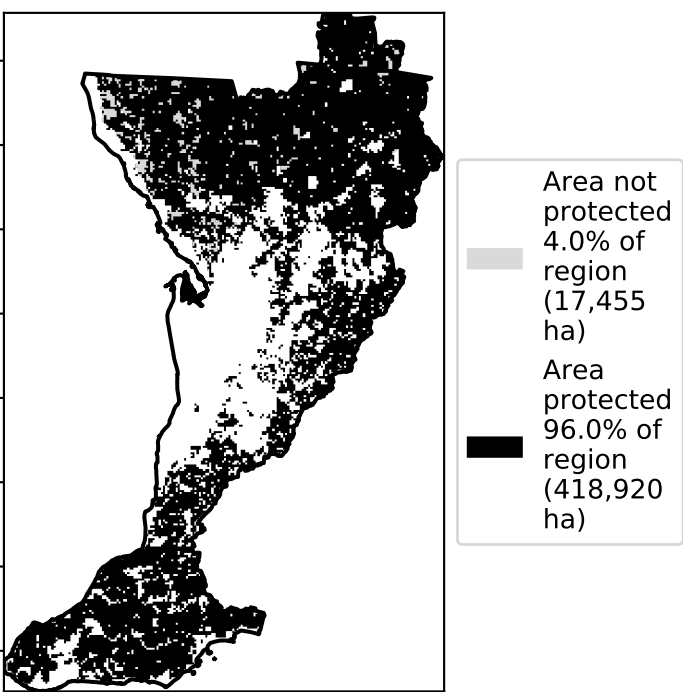 Area not
protected
4.0% of
region
(17,455
ha)
Area
protected
96.0% of
region
(418,920
ha)